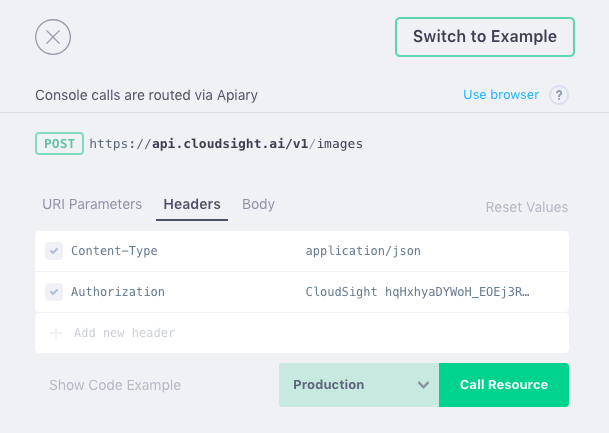 Switch to Example
Console calls are routed via Apiary
Use browser ?
POST https://api.cloudsight.ai/v1/images
URI Parameters Headers Body Reset Values
Content-Type application/json
Authorization CloudSight hqHxhyaDYWoH_EOEj3R…
+ Add new header
Show Code Example Production Call Resource